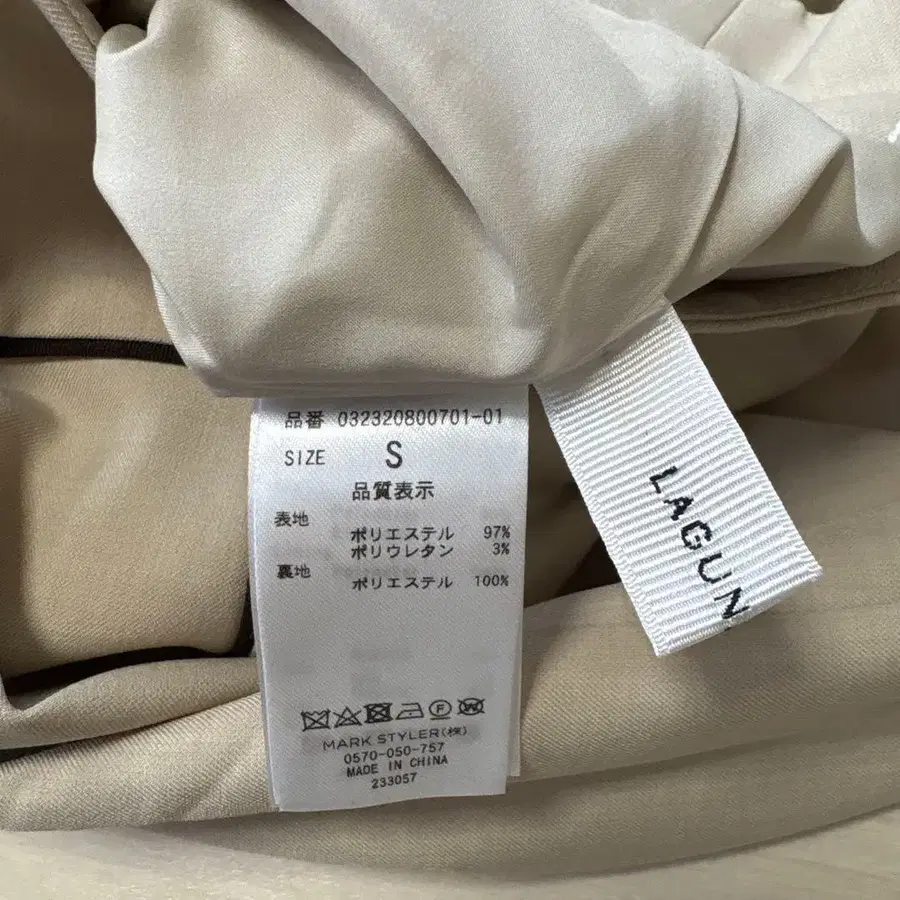 品番 032320800701-01
SIZE S
品質表示
表地
ポリエステル 97%
ポリウレタン 3%
裏地
ポリエステル 100%
F W
MARK STYLER(株)
0570-050-757
MADE IN CHINA
233057
LAGUN